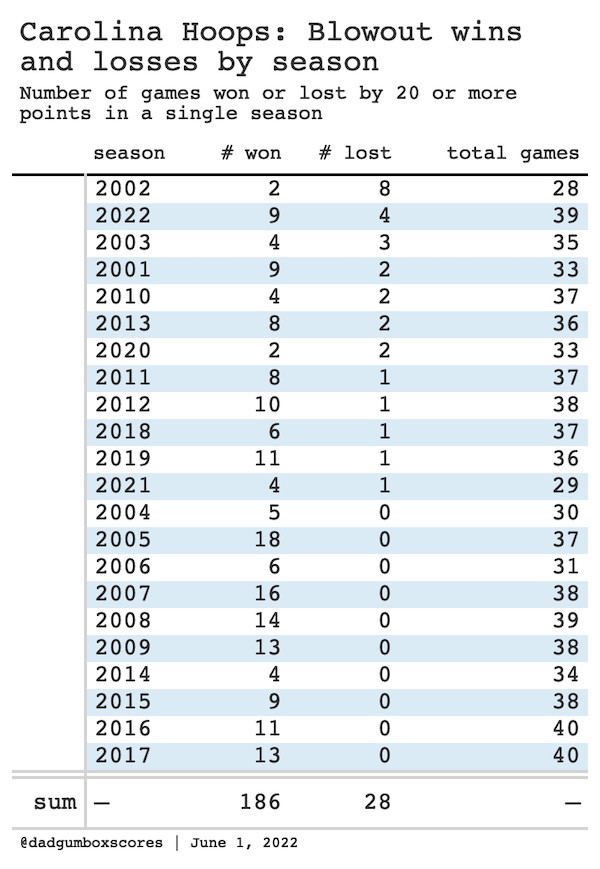 Carolina Hoops: Blowout wins
and losses by season
Number of games won or lost by 20 or more
points in a single season
season # won # lost total games
2002 2 8 28
2022 9 4 39
2003 4 3 35
2001 9 2 33
2010 4 2 37
2013 8 2 36
2020 2 2 33
2011 8 1 37
2012 10 1 38
2018 6 1 37
2019 11 1 36
2021 4 1 29
2004 5 0 30
2005 18 0 37
2006 6 0 31
2007 16 0 38
2008 14 0 39
2009 13 0 38
2014 4 0 34
2015 9 0 38
2016 11 0 40
2017 13 0 40
sum — 186 28 —
@dadgumboxscores | June 1, 2022